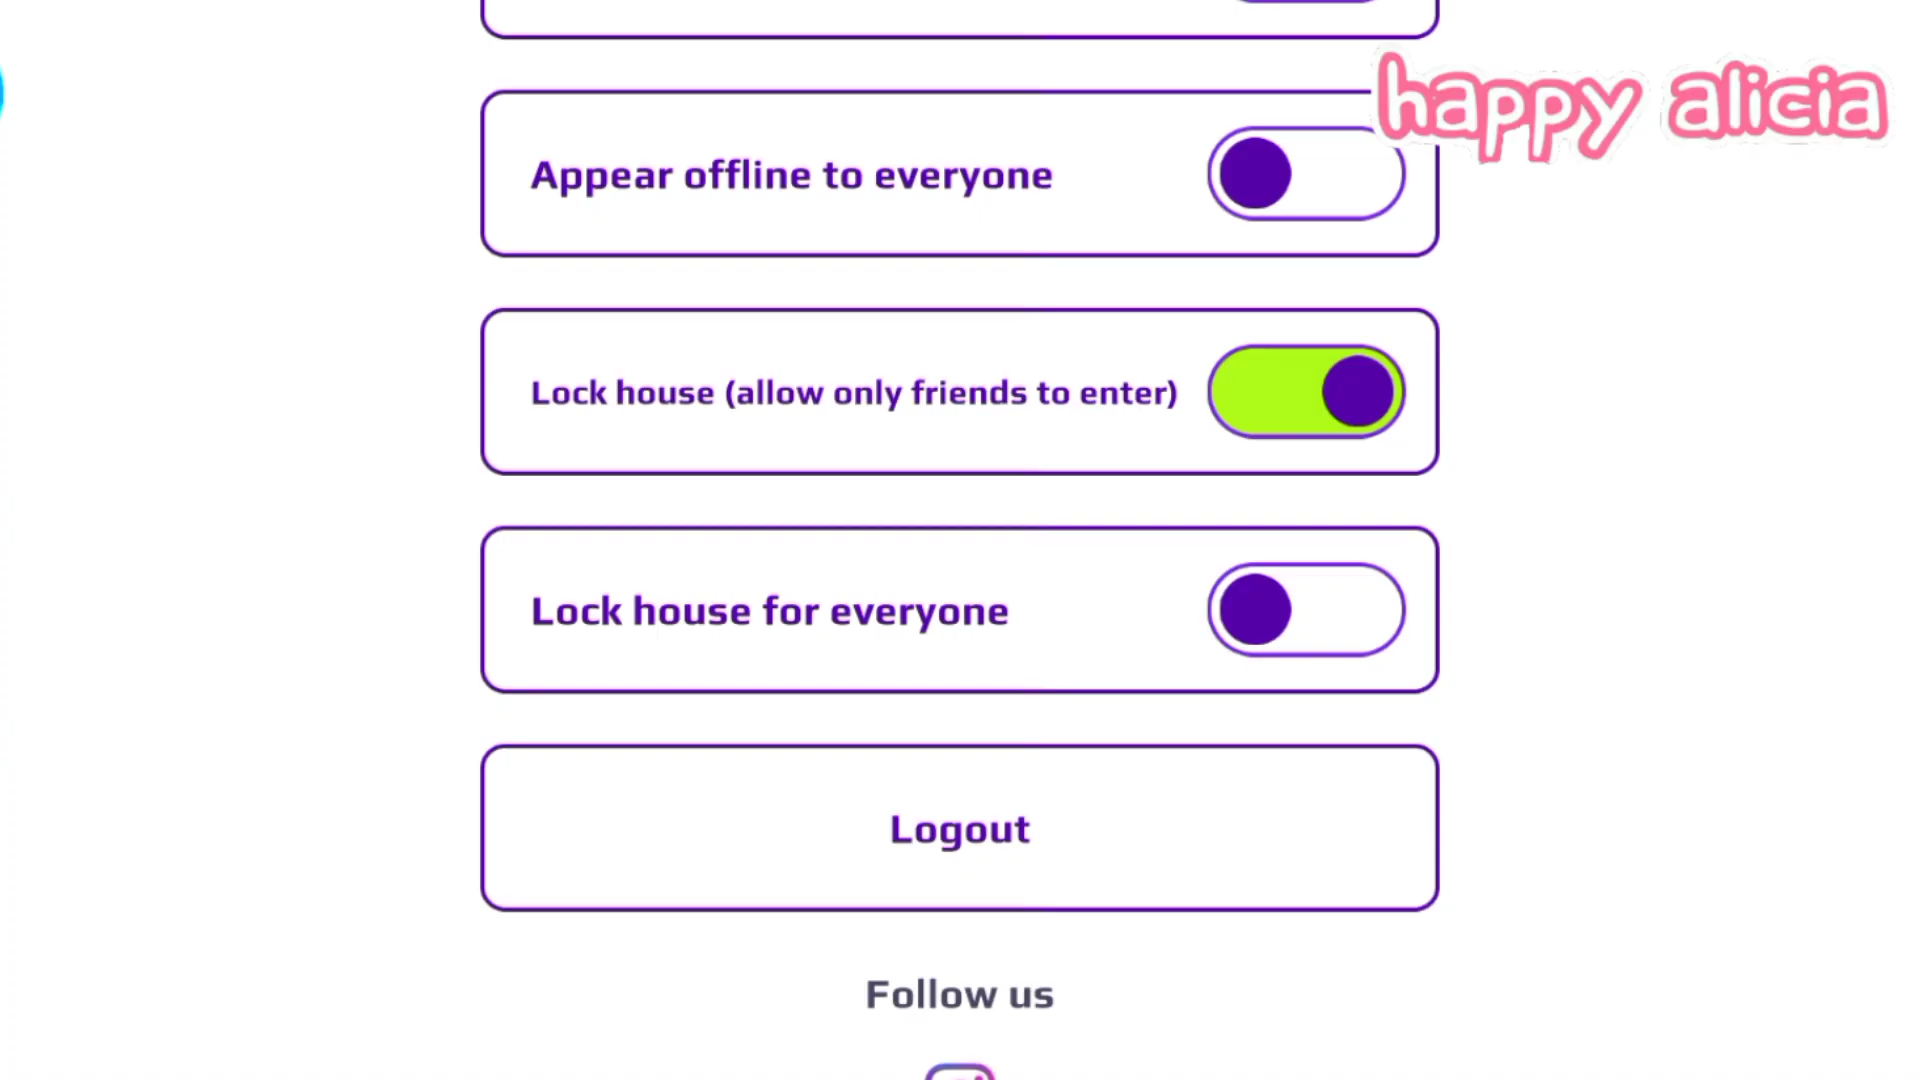 happy alicia
Appear offline to everyone
Lock house (allow only friends to enter)
Lock house for everyone
Logout
Follow us